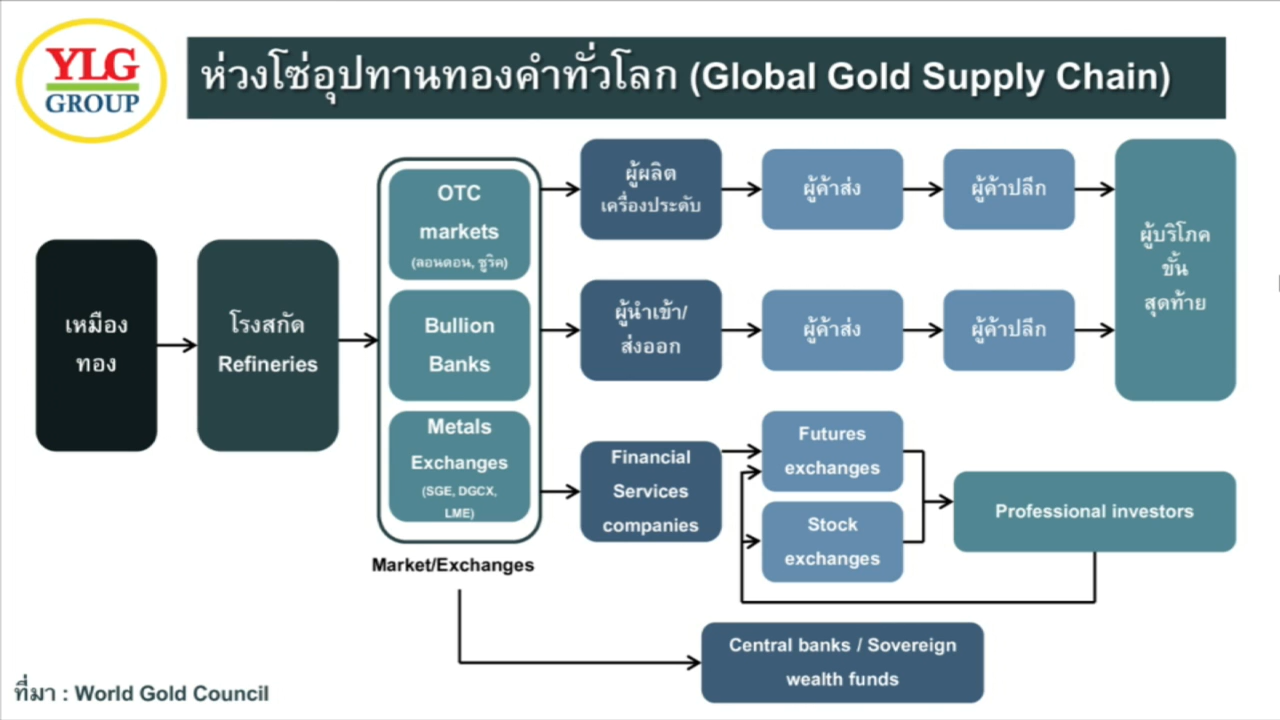 YLG
GROUP
ห่วงโซ่อุปทานทองคำทั่วโลก (Global Gold Supply Chain)
เหมือง
ทอง
โรงสกัด
Refineries
OTC
markets
(ลอนดอน, ซูริค)
Bullion
Banks
Metals
Exchanges
(SGE, DGCX,
LME)
Market/Exchanges
ผู้ผลิต
เครื่องประดับ
ผู้ค้าส่ง
ผู้ค้าปลีก
ผู้นำเข้า/
ส่งออก
ผู้ค้าส่ง
ผู้ค้าปลีก
ผู้บริโภค
ขั้น
สุดท้าย
Financial
Services
companies
Futures
exchanges
Stock
exchanges
Professional investors
Central banks / Sovereign
wealth funds
ที่มา : World Gold Council